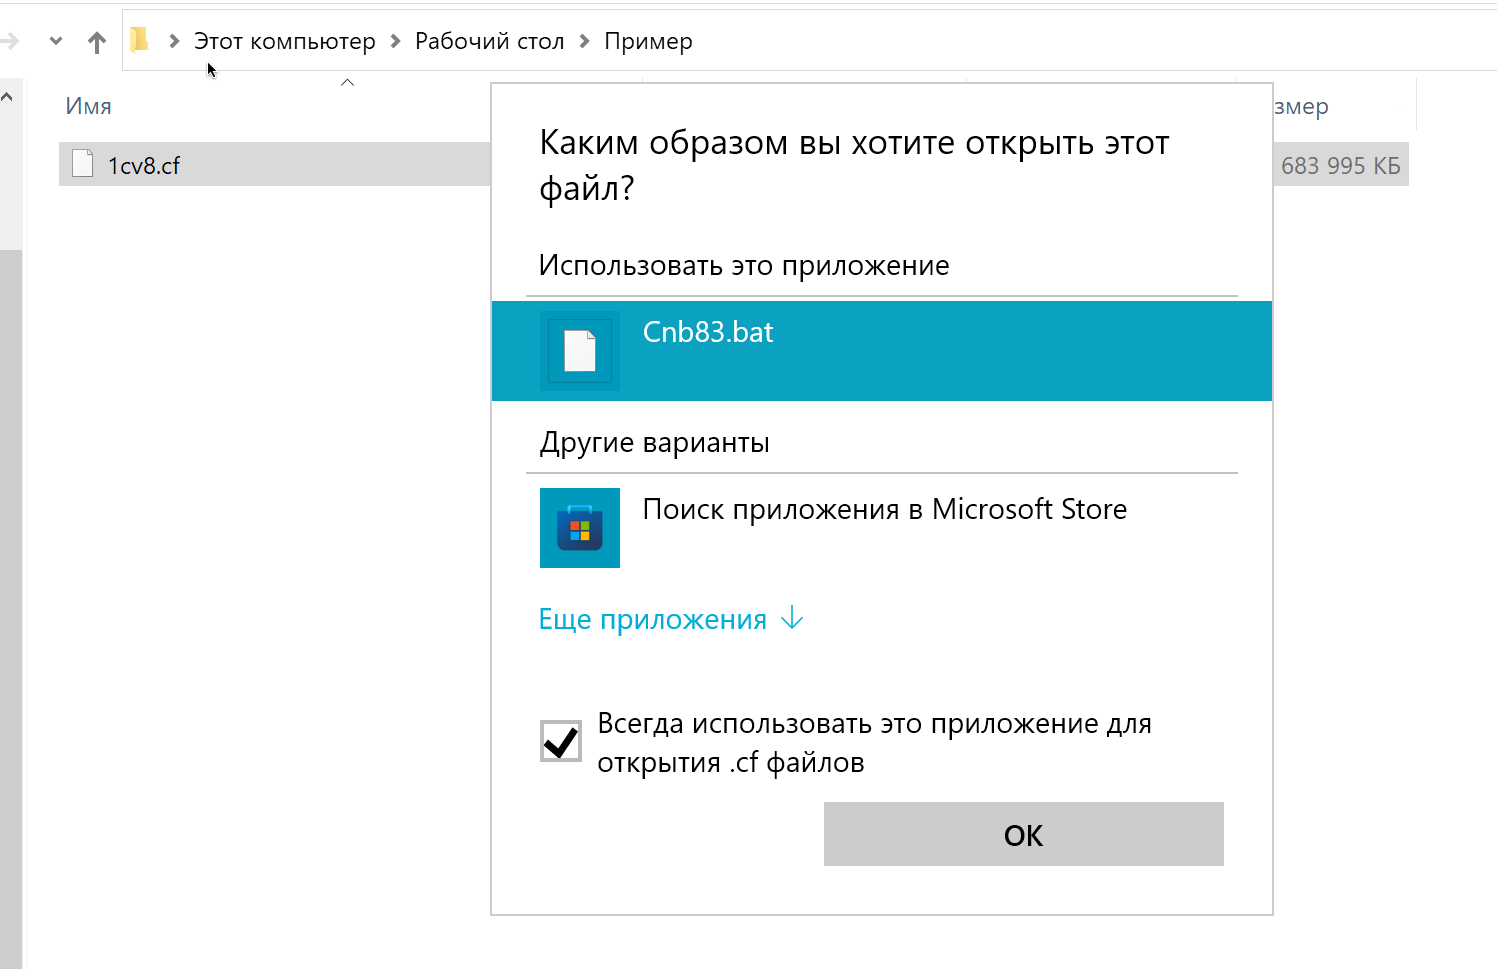 Этот компьютер
Рабочий стол
Пример
Имя
змер
1cv8.cf
683 995 КБ
Каким образом вы хотите открыть этот
файл?
Использовать это приложение
Cnb83.bat
Другие варианты
Поиск приложения в Microsoft Store
Еще приложения
Всегда использовать это приложение для
открытия .cf файлов
ОК